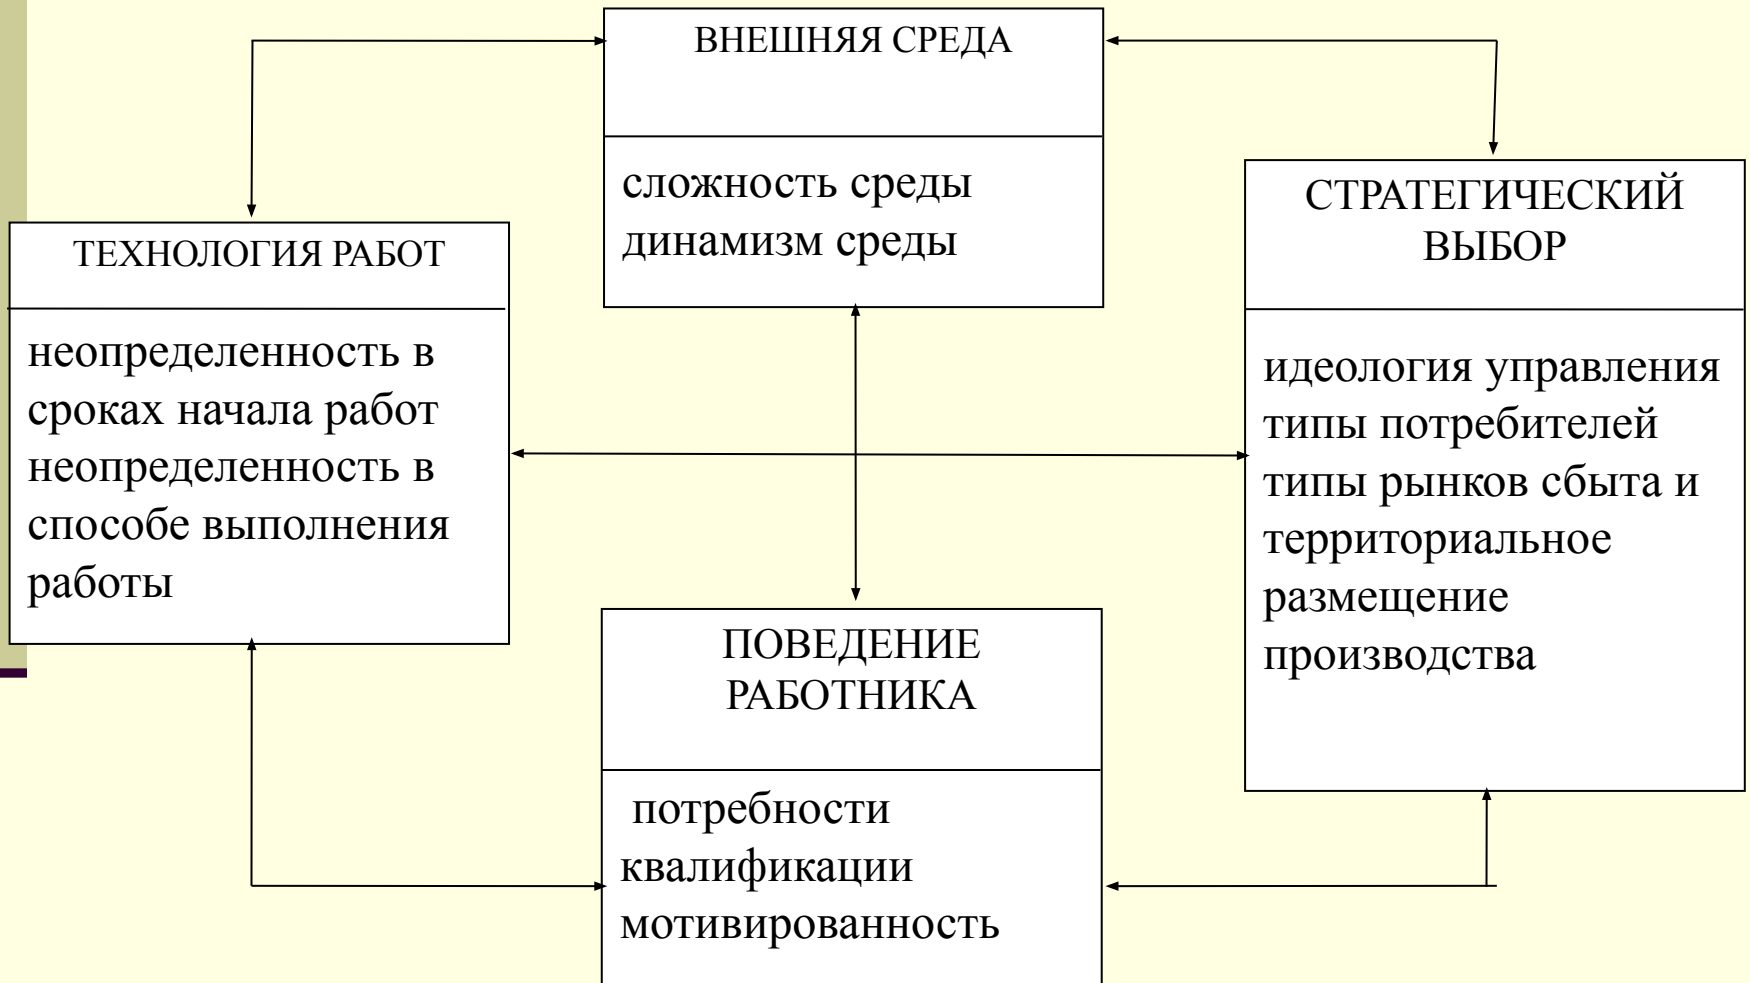 ВНЕШНЯЯ СРЕДА
сложность среды
динамизм среды
ТЕХНОЛОГИЯ РАБОТ
неопределенность в
сроках начала работ
неопределенность в
способе выполнения
работы
СТРАТЕГИЧЕСКИЙ
ВЫБОР
идеология управления
типы потребителей
типы рынков сбыта и
территориальное
размещение
производства
ПОВЕДЕНИЕ
РАБОТНИКА
потребности
квалификации
мотивированность